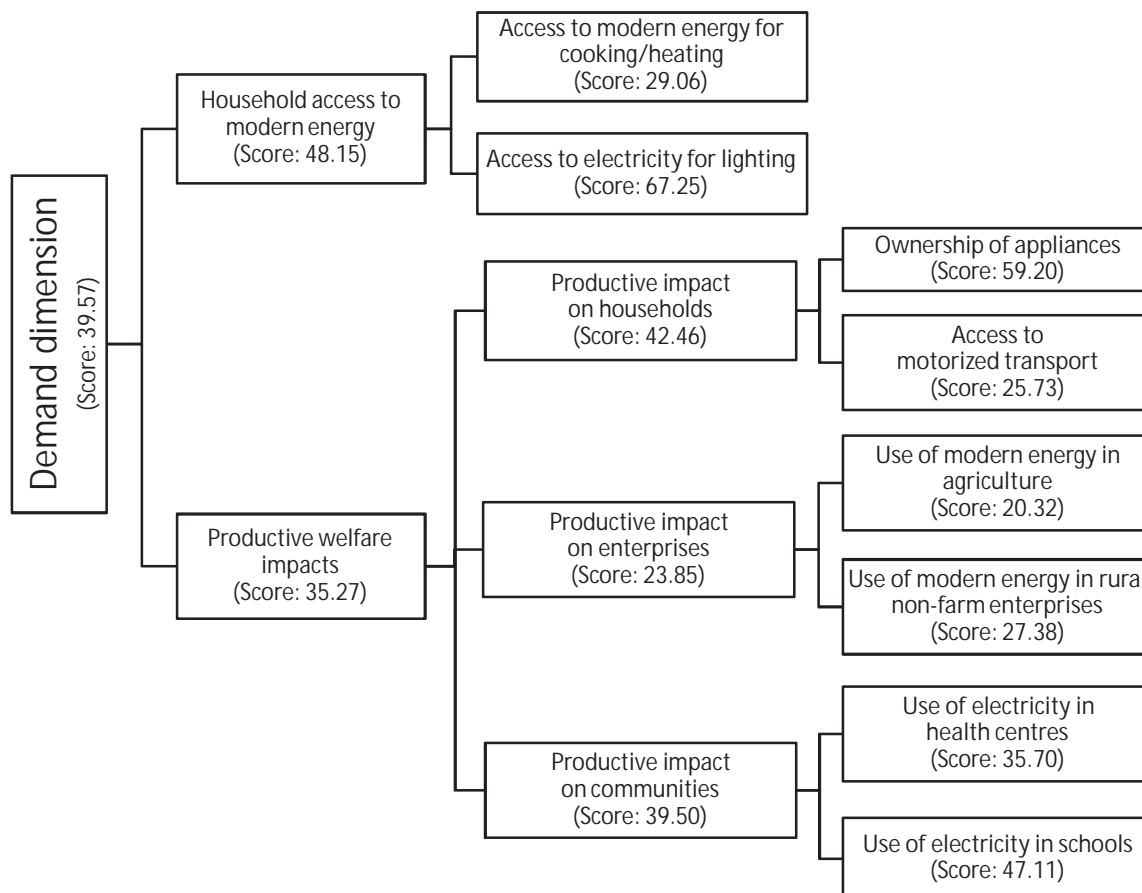 Demand dimension
(Score: 39.57)
Household access to
modern energy
(Score: 48.15)
Access to modern energy for
cooking/heating
(Score: 29.06)
Access to electricity for lighting
(Score: 67.25)
Productive welfare
impacts
(Score: 35.27)
Productive impact
on households
(Score: 42.46)
Ownership of appliances
(Score: 59.20)
Access to
motorized transport
(Score: 25.73)
Productive impact
on enterprises
(Score: 23.85)
Use of modern energy in
agriculture
(Score: 20.32)
Use of modern energy in rural
non-farm enterprises
(Score: 27.38)
Productive impact
on communities
(Score: 39.50)
Use of electricity in
health centres
(Score: 35.70)
Use of electricity in schools
(Score: 47.11)